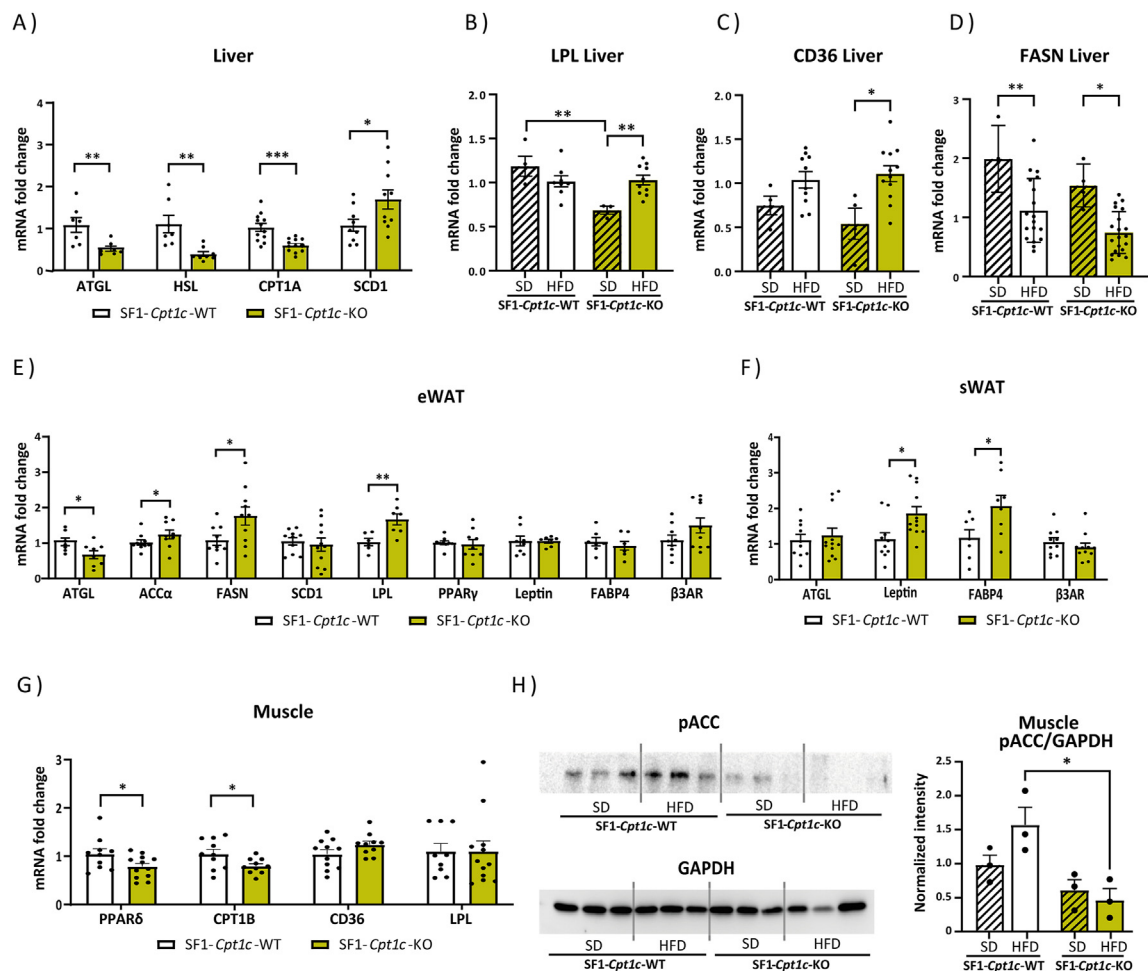 A)
Liver
mRNA fold change
4
3
2
1
0
**
**
***
*
ATGL HSL CPT1A SCD1
SF1-Cpt1c-WT SF1-Cpt1c-KO
B)
LPL Liver
mRNA fold change
2.0
1.5
1.0
0.5
0.0
**
**
SD HFD SD HFD
SF1-Cpt1c-WT SF1-Cpt1c-KO
C)
CD36 Liver
mRNA fold change
2.0
1.5
1.0
0.5
0.0
*
SD HFD SD HFD
SF1-Cpt1c-WT SF1-Cpt1c-KO
D)
FASN Liver
mRNA fold change
3
2
1
0
**
*
SD HFD SD HFD
SF1-Cpt1c-WT SF1-Cpt1c-KO
E)
eWAT
mRNA fold change
4
3
2
1
0
*
*
*
**
ATGL ACCα FASN SCD1 LPL PPARγ Leptin FABP4 β3AR
SF1-Cpt1c-WT SF1-Cpt1c-KO
F)
sWAT
mRNA fold change
4
3
2
1
0
*
*
ATGL Leptin FABP4 β3AR
SF1-Cpt1c-WT SF1-Cpt1c-KO
G)
Muscle
mRNA fold change
3
2
1
0
*
*
PPARδ CPT1B CD36 LPL
SF1-Cpt1c-WT SF1-Cpt1c-KO
H)
pACC
SD HFD SD HFD
SF1-Cpt1c-WT SF1-Cpt1c-KO
GAPDH
SD HFD SD HFD
SF1-Cpt1c-WT SF1-Cpt1c-KO
Muscle
pACC/GAPDH
Normalized intensity
2.5
2.0
1.5
1.0
0.5
0.0
*
SD HFD SD HFD
SF1-Cpt1c-WT SF1-Cpt1c-KO